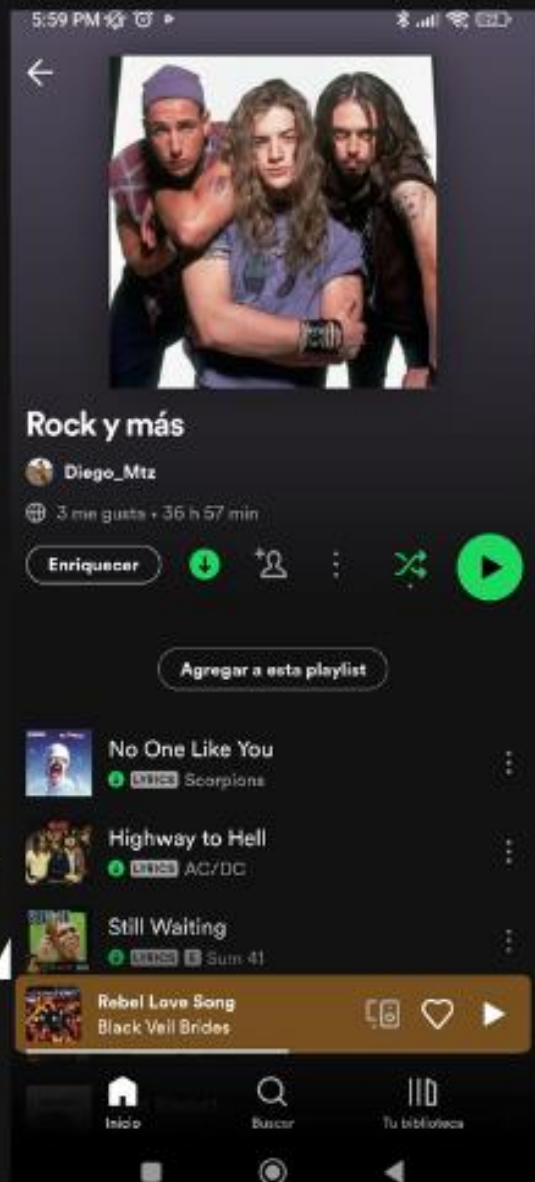 5:59 PM
Rock y más
Diego_Mtz
3 me gusta • 36 h 57 min
Enriquecer
Agregar a esta playlist
No One Like You
LYRICS Scorpions
Highway to Hell
LYRICS AC/DC
Still Waiting
LYRICS E Sum 41
Rebel Love Song
Black Veil Brides
Inicio
Buscar
Tu biblioteca